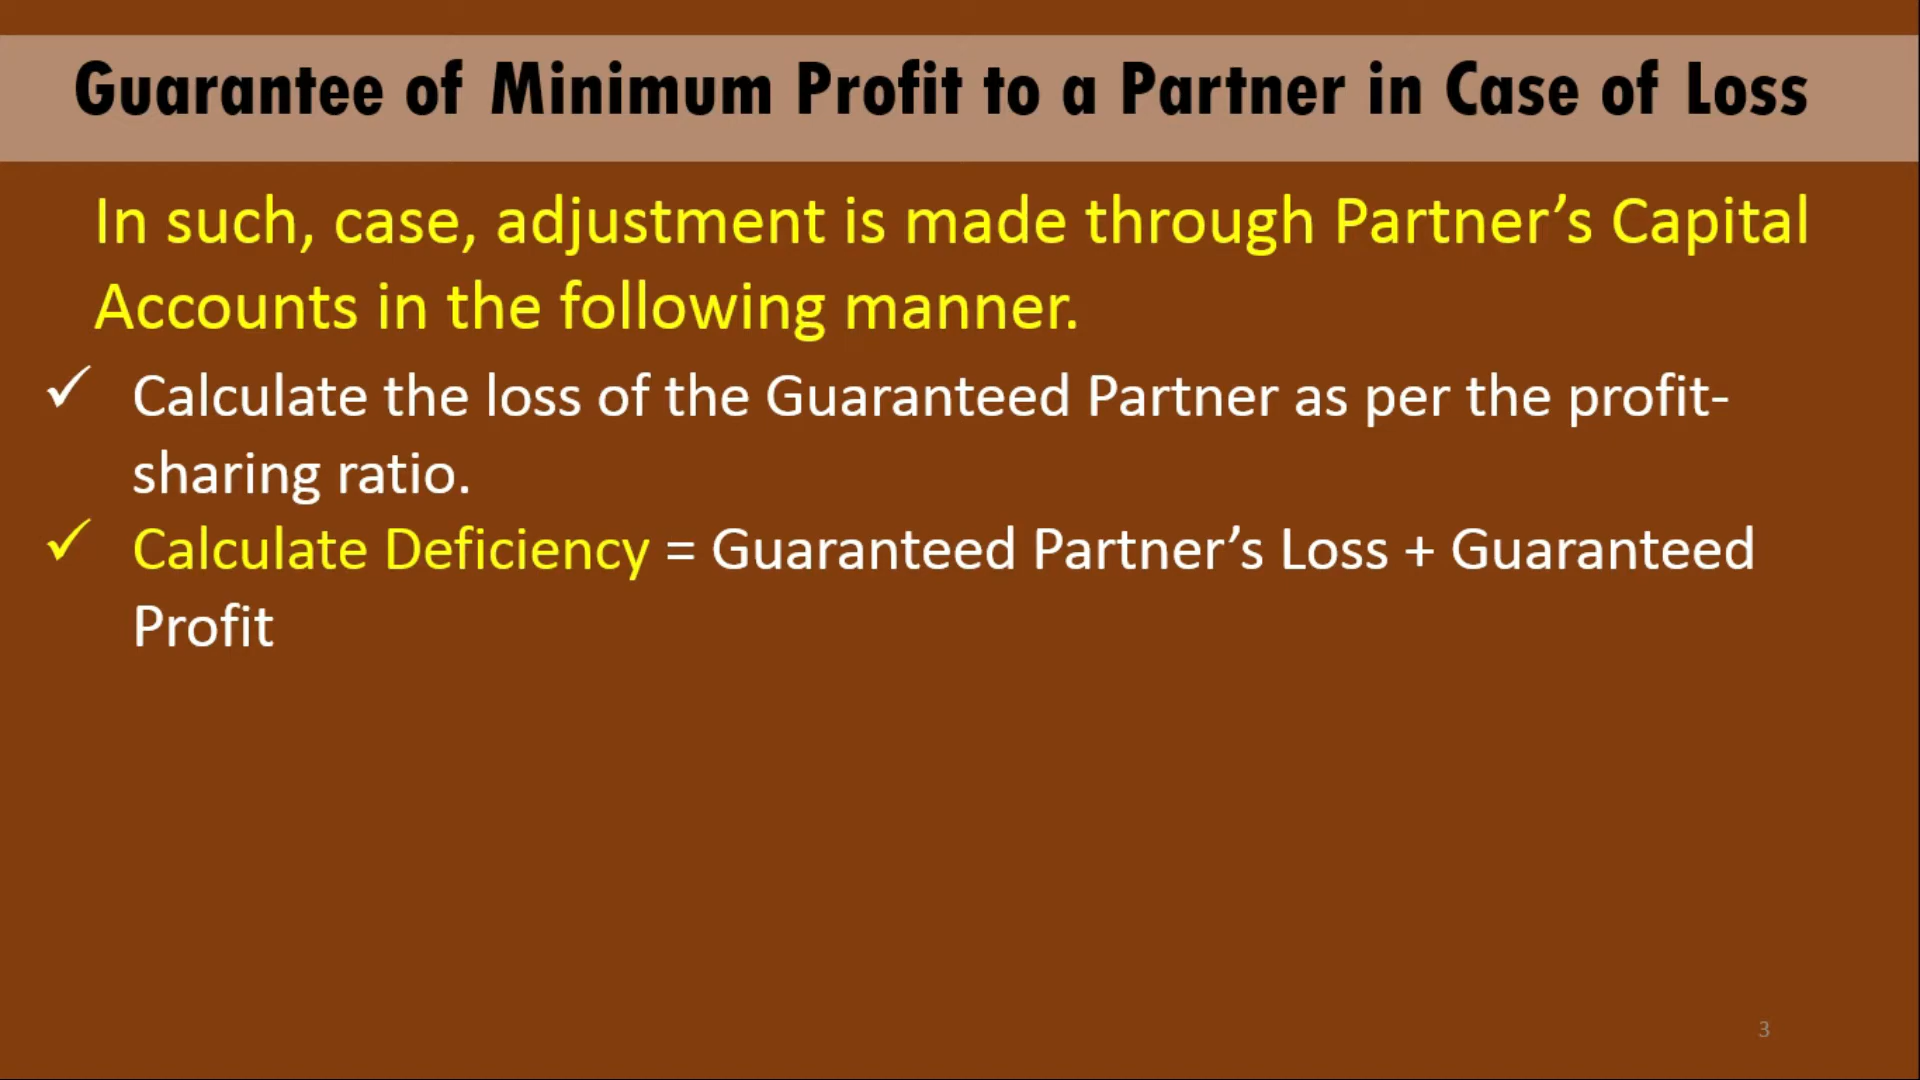 Guarantee of Minimum Profit to a Partner in Case of Loss
In such, case, adjustment is made through Partner’s Capital
Accounts in the following manner.
✓ Calculate the loss of the Guaranteed Partner as per the profit-
sharing ratio.
✓ Calculate Deficiency = Guaranteed Partner’s Loss + Guaranteed
Profit
3